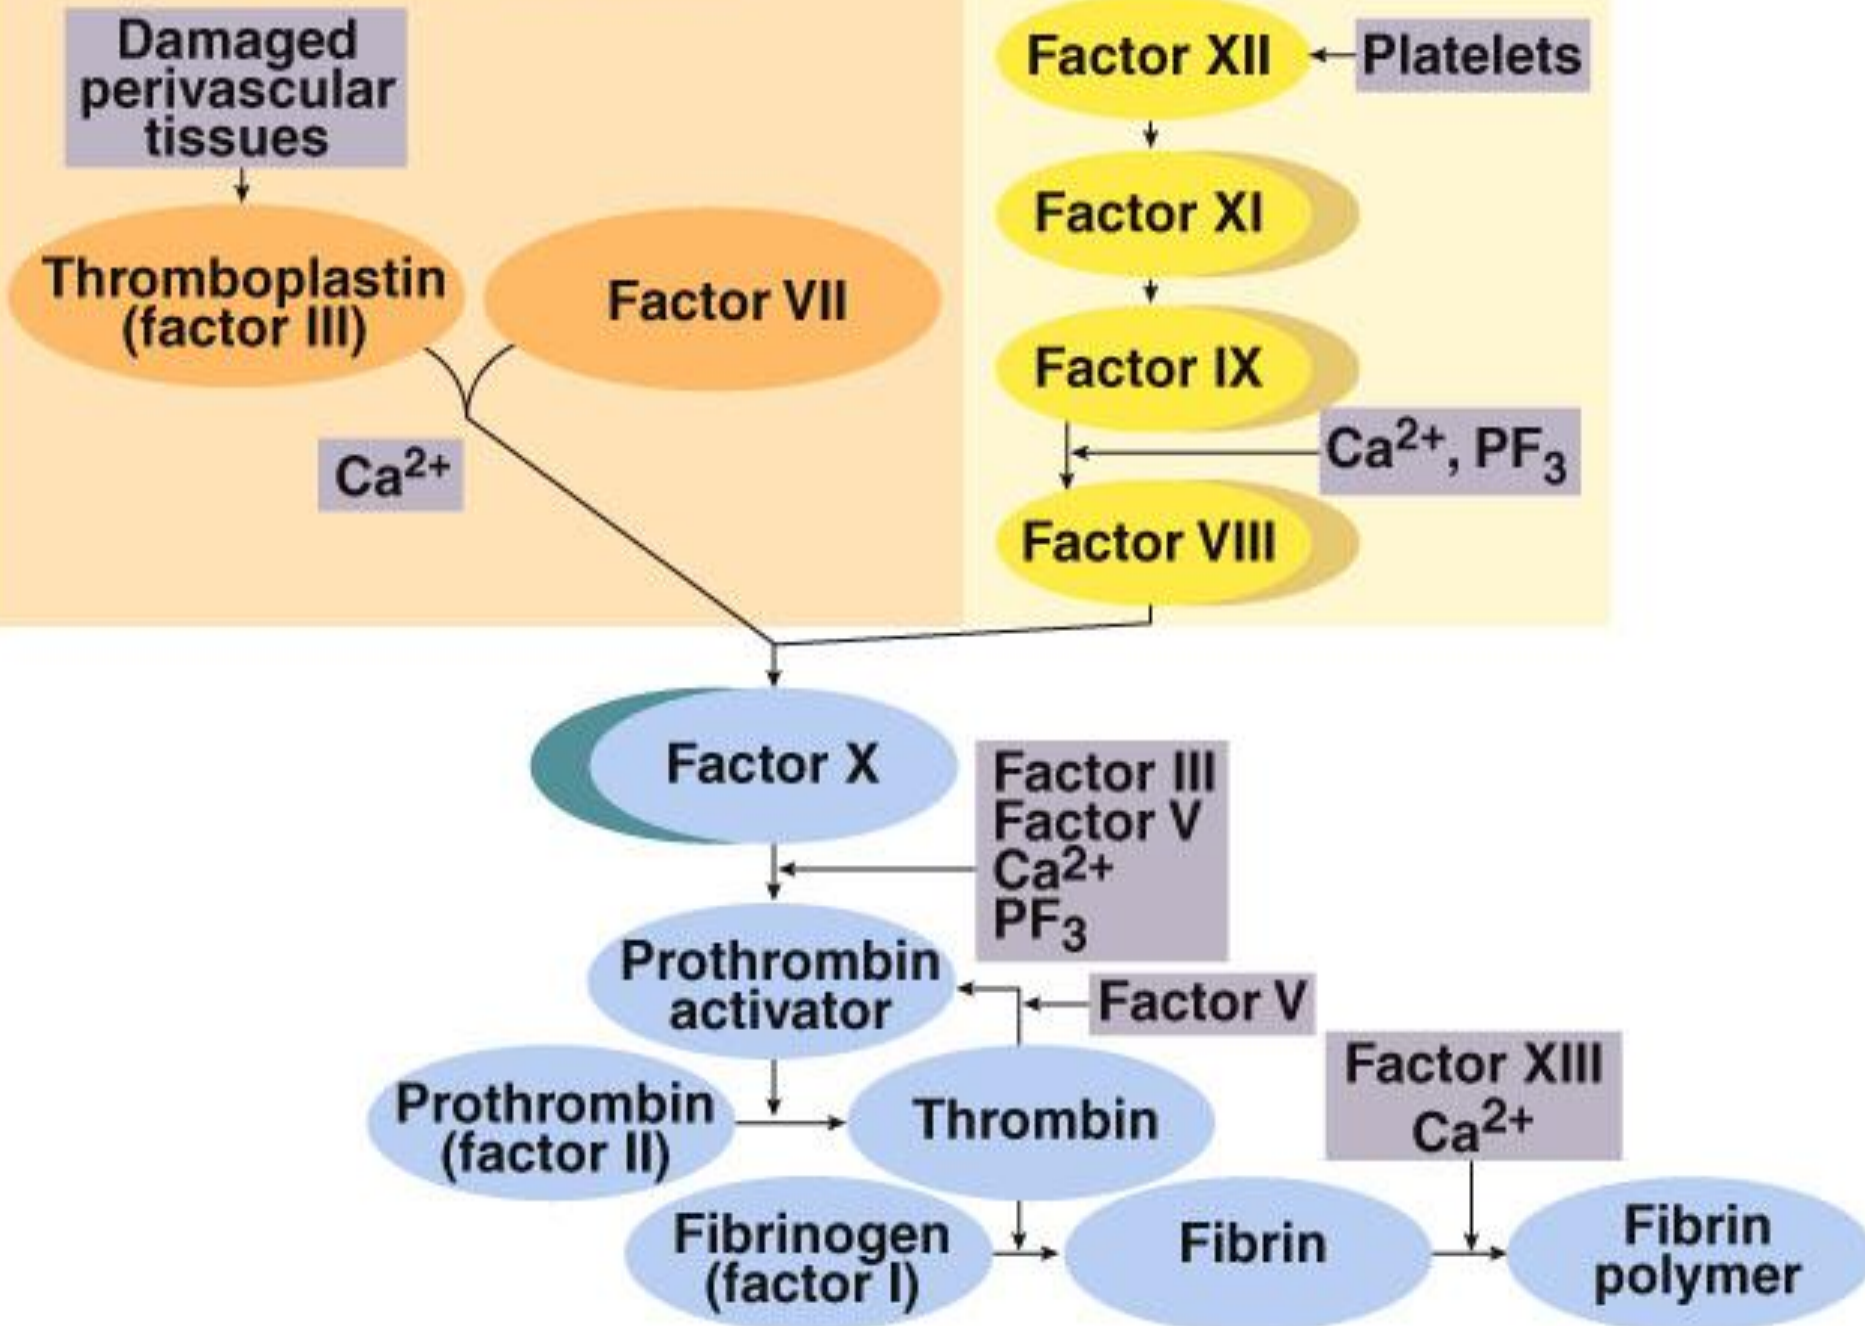 Damaged
perivascular
tissues
Thromboplastin
(factor III)
Factor VII
Ca2+
Factor XII
Platelets
Factor XI
Factor IX
Ca2+, PF3
Factor VIII
Factor X
Factor III
Factor V
Ca2+
PF3
Prothrombin
activator
Factor V
Prothrombin
(factor II)
Thrombin
Factor XIII
Ca2+
Fibrinogen
(factor I)
Fibrin
Fibrin
polymer